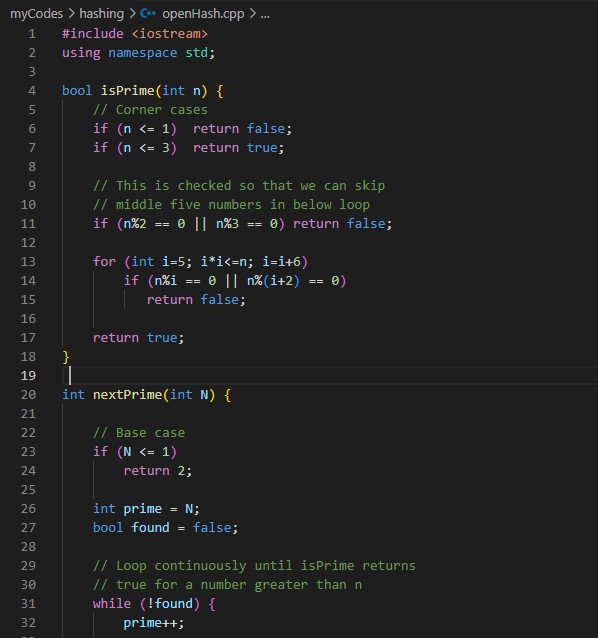 myCodes > hashing > C++ openHash.cpp > ...
1 #include <iostream>
2 using namespace std;
3
4 bool isPrime(int n) {
5     // Corner cases
6     if (n <= 1)  return false;
7     if (n <= 3)  return true;
8
9     // This is checked so that we can skip
10     // middle five numbers in below loop
11     if (n%2 == 0 || n%3 == 0) return false;
12
13     for (int i=5; i*i<=n; i=i+6)
14         if (n%i == 0 || n%(i+2) == 0)
15            return false;
16
17     return true;
18 }
19
20 int nextPrime(int N) {
21
22     // Base case
23     if (N <= 1)
24         return 2;
25
26     int prime = N;
27     bool found = false;
28
29     // Loop continuously until isPrime returns
30     // true for a number greater than n
31     while (!found) {
32         prime++;